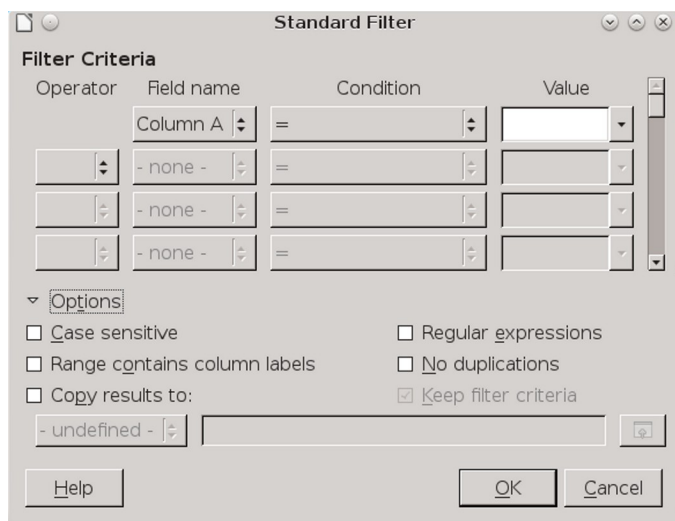 Standard Filter
Filter Criteria
Operator Field name Condition Value
Column A =
- none - =
- none - =
- none - =
Options
Case sensitive Regular expressions
Range contains column labels No duplications
Copy results to: Keep filter criteria
- undefined -
Help OK Cancel